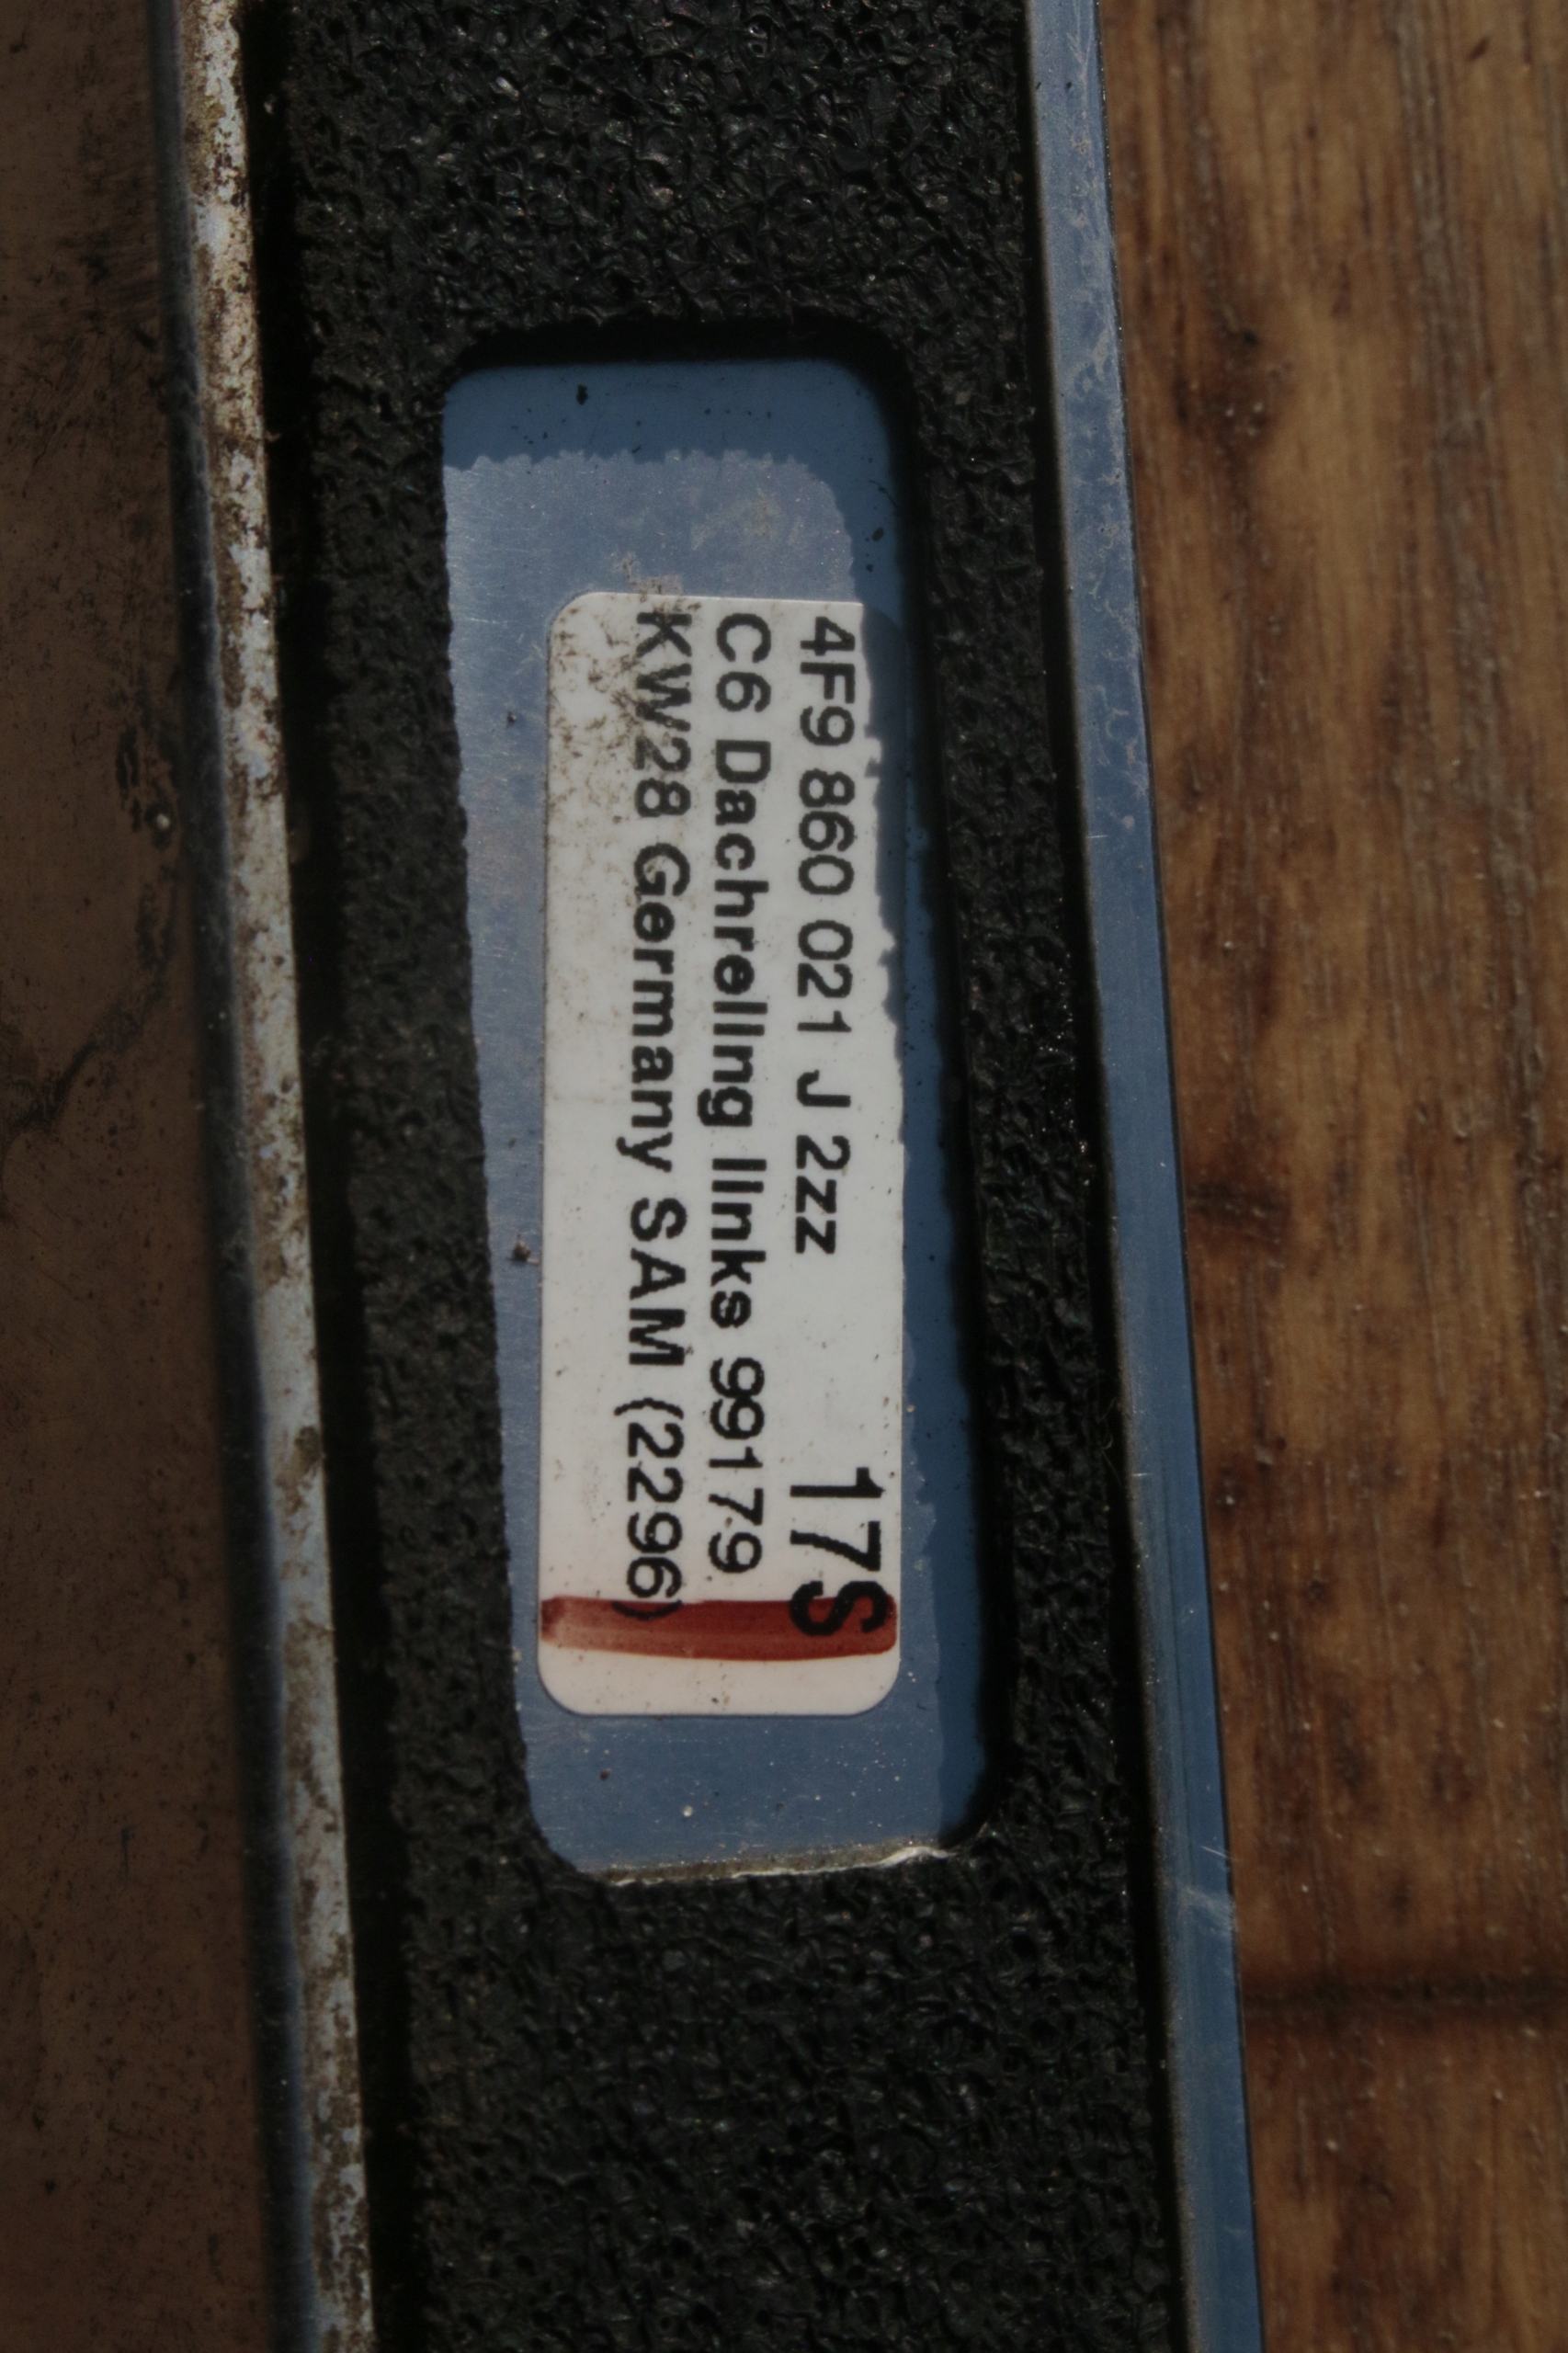 4F9 860 021 J 2zz 17S
C6 Dachreling links 99179
KW28 Germany SAM (2296)